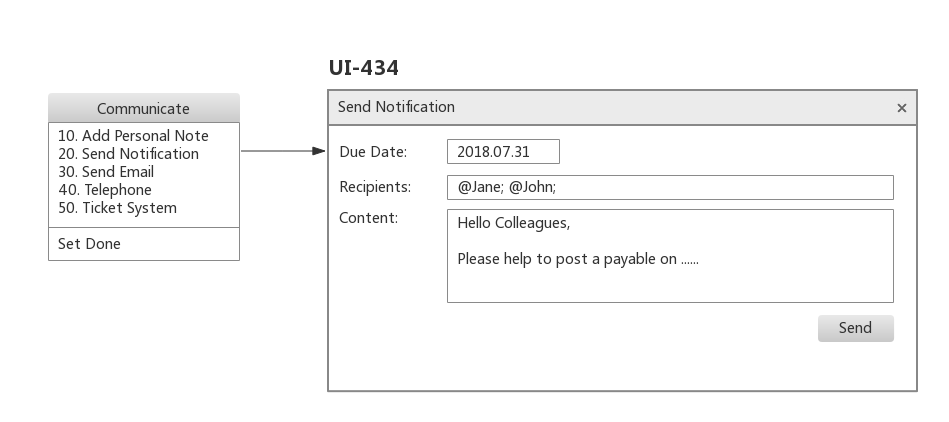 UI-434
Communicate
10. Add Personal Note
20. Send Notification
30. Send Email
40. Telephone
50. Ticket System
Set Done
Send Notification
×
Due Date:
2018.07.31
Recipients:
@Jane; @John;
Content:
Hello Colleagues,
Please help to post a payable on ......
Send